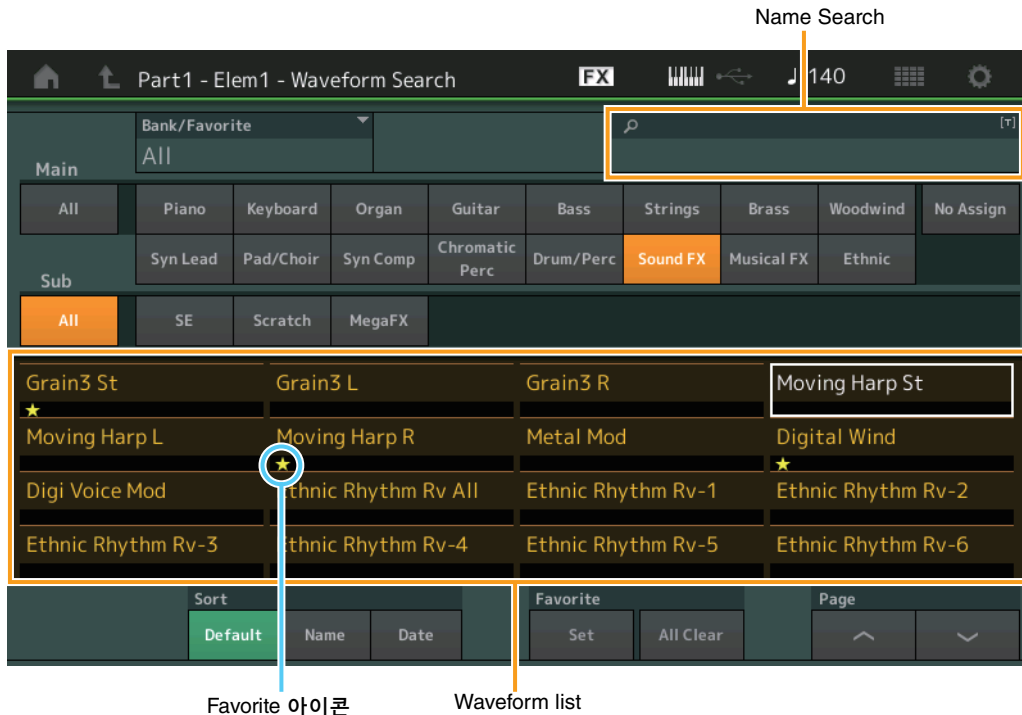 Name Search
Part1 - Elem1 - Waveform Search FX 140
Bank/Favorite
All
[T]
Main
All Piano Keyboard Organ Guitar Bass Strings Brass Woodwind No Assign
Syn Lead Pad/Choir Syn Comp Chromatic Perc Drum/Perc Sound FX Musical FX Ethnic
Sub
All SE Scratch MegaFX
Grain3 St Grain3 L Grain3 R Moving Harp St
Moving Harp L Moving Harp R Metal Mod Digital Wind
Digi Voice Mod Ethnic Rhythm Rv All Ethnic Rhythm Rv-1 Ethnic Rhythm Rv-2
Ethnic Rhythm Rv-3 Ethnic Rhythm Rv-4 Ethnic Rhythm Rv-5 Ethnic Rhythm Rv-6
Sort Favorite Page
Default Name Date Set All Clear
Favorite 아이콘 Waveform list